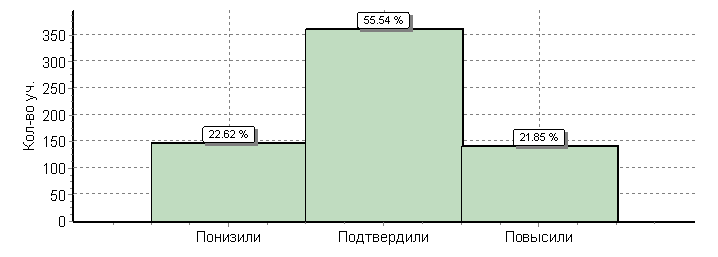 Кол-во уч.
350
300
250
200
150
100
50
0
22.62 %
55.54 %
21.85 %
Понизили
Подтвердили
Повысили